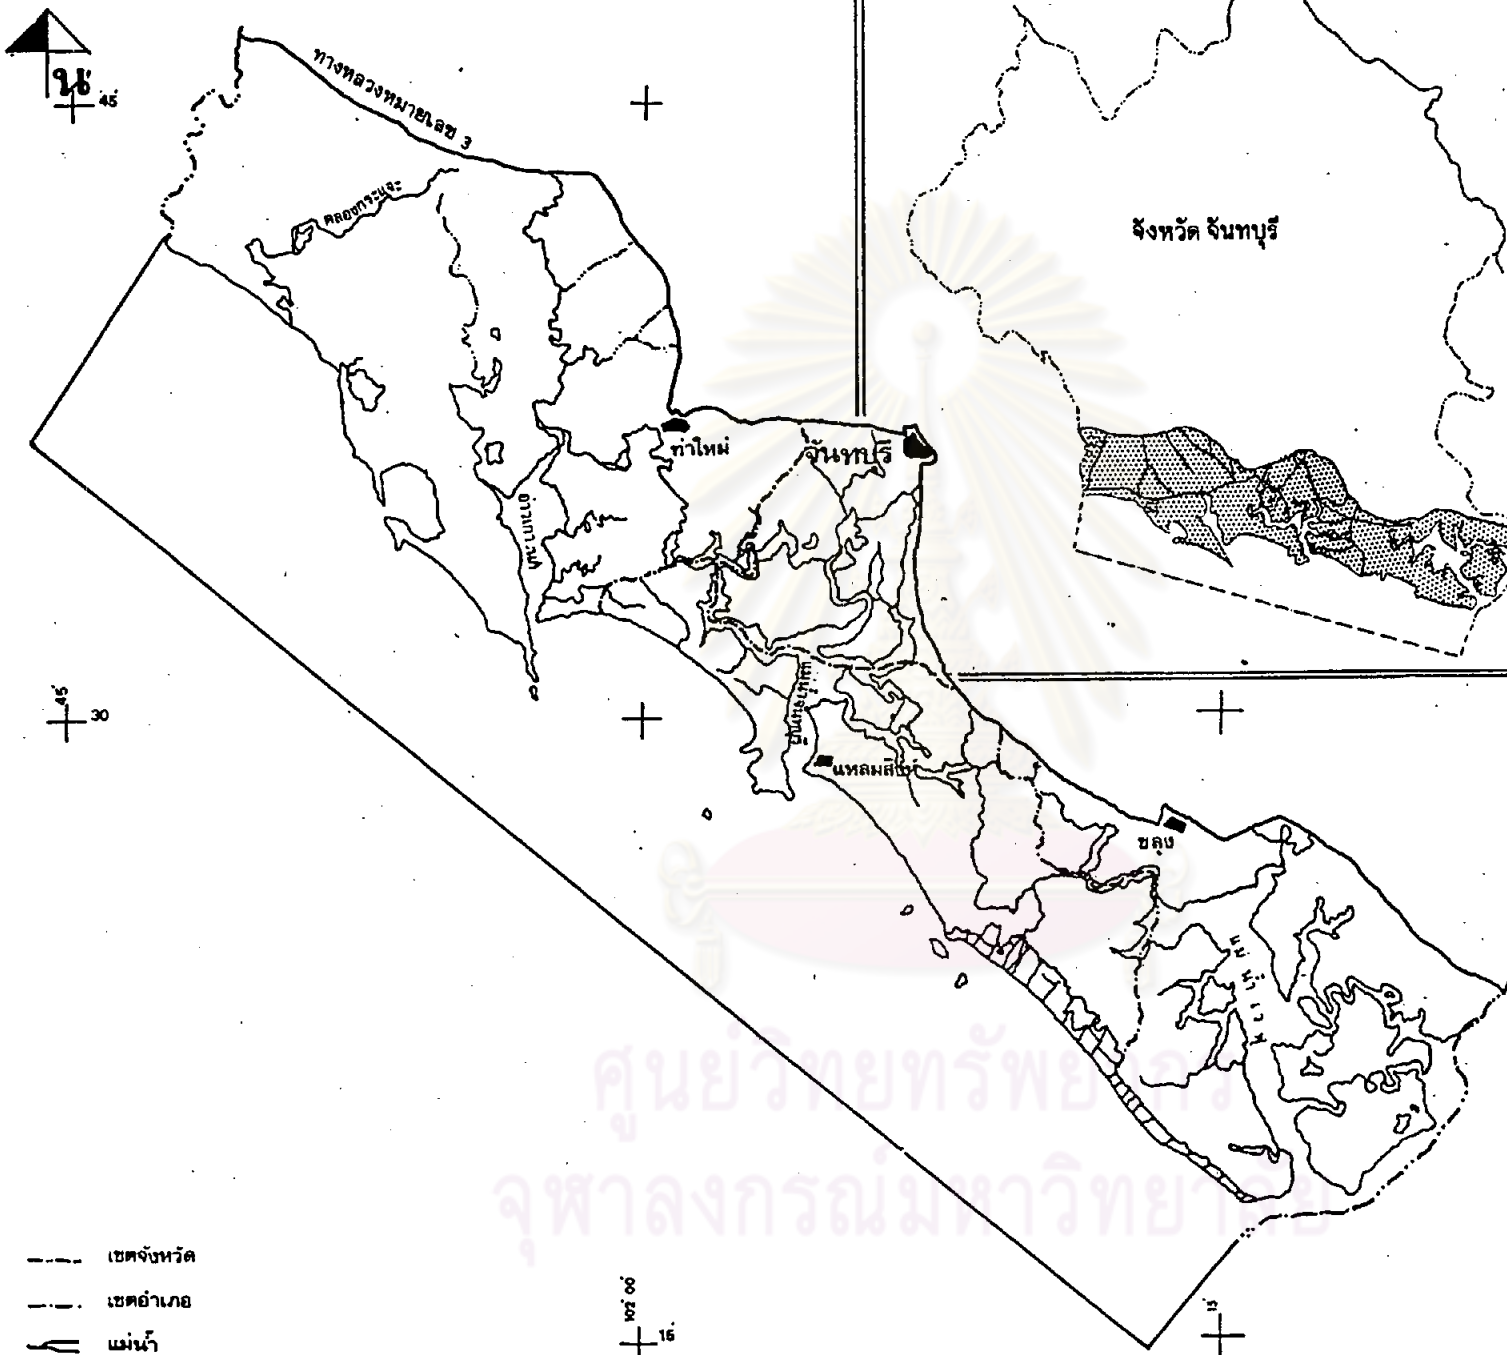 น
45
ทางหลวงหมายเลข 3
คลองกระแจะ
จังหวัด จันทบุรี
ท่าใหม่
จันทบุรี
45
30
แหลมสิงห์
ขลุง
ศูนย์วิทยทรัพยากร
จุฬาลงกรณ์มหาวิทยาลัย
เขตจังหวัด
เขตอำเภอ
แม่น้ำ
102 00
15
15